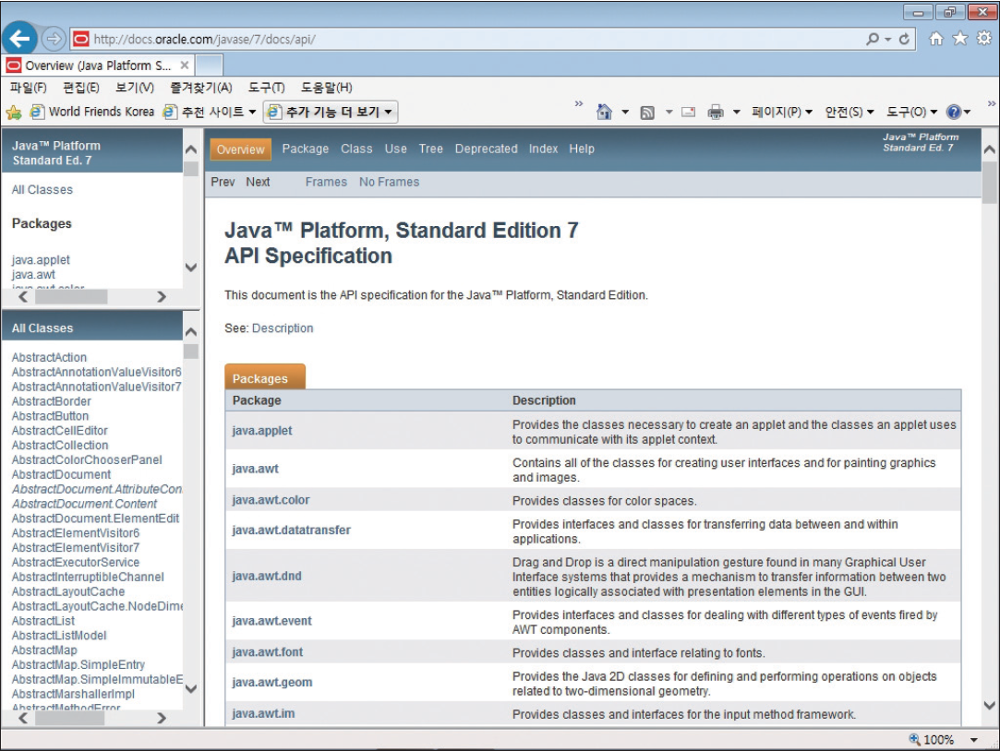 http://docs.oracle.com/javase/7/docs/api/
Overview (Java Platform S...
파일(F) 편집(E) 보기(V) 즐겨찾기(A) 도구(T) 도움말(H)
World Friends Korea 추천 사이트 추가 기능 더 보기 페이지(P) 안전(S) 도구(O)
Java™ Platform
Standard Ed. 7
All Classes
Packages
java.applet
java.awt
java.awt.color
All Classes
AbstractAction
AbstractAnnotationValueVisitor6
AbstractAnnotationValueVisitor7
AbstractBorder
AbstractButton
AbstractCellEditor
AbstractCollection
AbstractColorChooserPanel
AbstractDocument
AbstractDocument.AttributeCon
AbstractDocument.Content
AbstractDocument.ElementEdit
AbstractElementVisitor6
AbstractElementVisitor7
AbstractExecutorService
AbstractInterruptibleChannel
AbstractLayoutCache
AbstractLayoutCache.NodeDime
AbstractList
AbstractListModel
AbstractMap
AbstractMap.SimpleEntry
AbstractMap.SimpleImmutableE
AbstractMarshallerImpl
AbstractMethodError
Overview Package Class Use Tree Deprecated Index Help
Java™ Platform
Standard Ed. 7
Prev Next Frames No Frames
Java™ Platform, Standard Edition 7
API Specification
This document is the API specification for the Java™ Platform, Standard Edition.
See: Description
Packages
Package Description
java.applet Provides the classes necessary to create an applet and the classes an applet uses
to communicate with its applet context.
java.awt Contains all of the classes for creating user interfaces and for painting graphics
and images.
java.awt.color Provides classes for color spaces.
java.awt.datatransfer Provides interfaces and classes for transferring data between and within
applications.
java.awt.dnd Drag and Drop is a direct manipulation gesture found in many Graphical User
Interface systems that provides a mechanism to transfer information between two
entities logically associated with presentation elements in the GUI.
java.awt.event Provides interfaces and classes for dealing with different types of events fired by
AWT components.
java.awt.font Provides classes and interface relating to fonts.
java.awt.geom Provides the Java 2D classes for defining and performing operations on objects
related to two-dimensional geometry.
java.awt.im Provides classes and interfaces for the input method framework.
100%